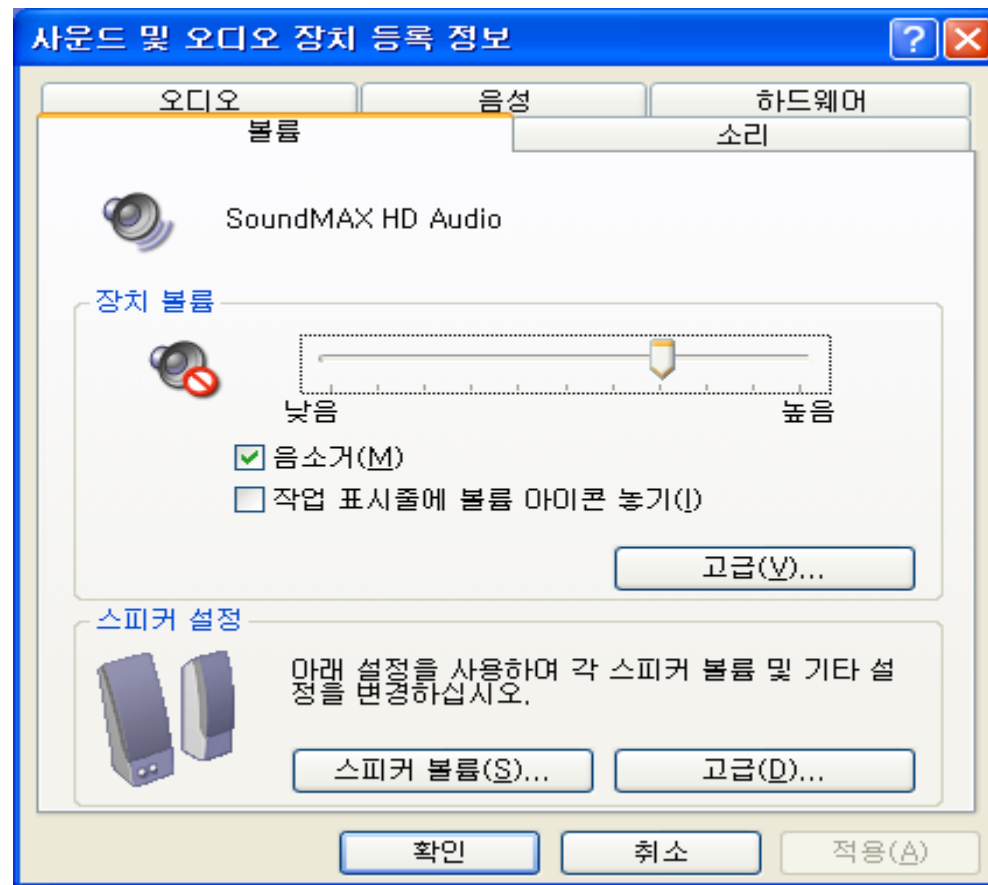 사운드 및 오디오 장치 등록 정보
오디오 음성 하드웨어
볼륨 소리
SoundMAX HD Audio
장치 볼륨
낮음 높음
음소거(M)
작업 표시줄에 볼륨 아이콘 놓기(I)
고급(V)...
스피커 설정
아래 설정을 사용하여 각 스피커 볼륨 및 기타 설
정을 변경하십시오.
스피커 볼륨(S)... 고급(D)...
확인 취소 적용(A)